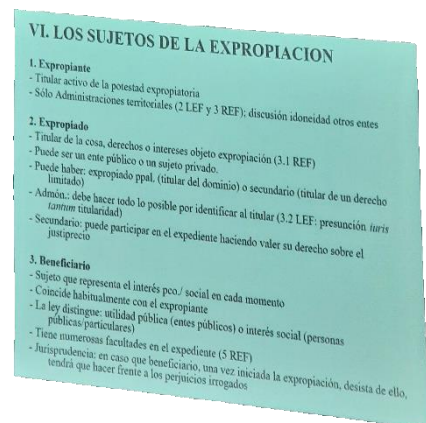 VI. LOS SUJETOS DE LA EXPROPIACION
1. Expropiante
- Titular activo de la potestad expropiatoria
- Sólo Administraciones territoriales (2 LEF y 3 REF); discusión idoneidad otros entes
2. Expropiado
- Titular de la cosa, derechos o intereses objeto expropiación (3.1 REF)
- Puede ser un ente público o un sujeto privado.
- Puede haber: expropiado ppal. (titular del dominio) o secundario (titular de un derecho
limitado)
- Admón.: debe hacer todo lo posible por identificar al titular (3.2 LEF: presunción iuris
tantum titularidad)
- Secundario: puede participar en el expediente haciendo valer su derecho sobre el
justiprecio
3. Beneficiario
- Sujeto que representa el interés pco./ social en cada momento
- Coincide habitualmente con el expropiante
- La ley distingue: utilidad pública (entes públicos) o interés social (personas
públicas/particulares)
- Tiene numerosas facultades en el expediente (5 REF)
- Jurisprudencia: en caso que beneficiario, una vez iniciada la expropiación, desista de ello,
tendrá que hacer frente a los perjuicios irrogados